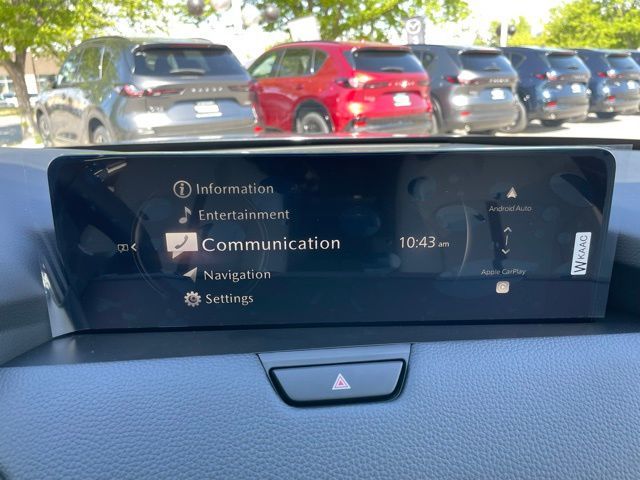 Information
Entertainment
Communication
Navigation
Settings
10:43 am
Android Auto
Apple CarPlay
WKAAC